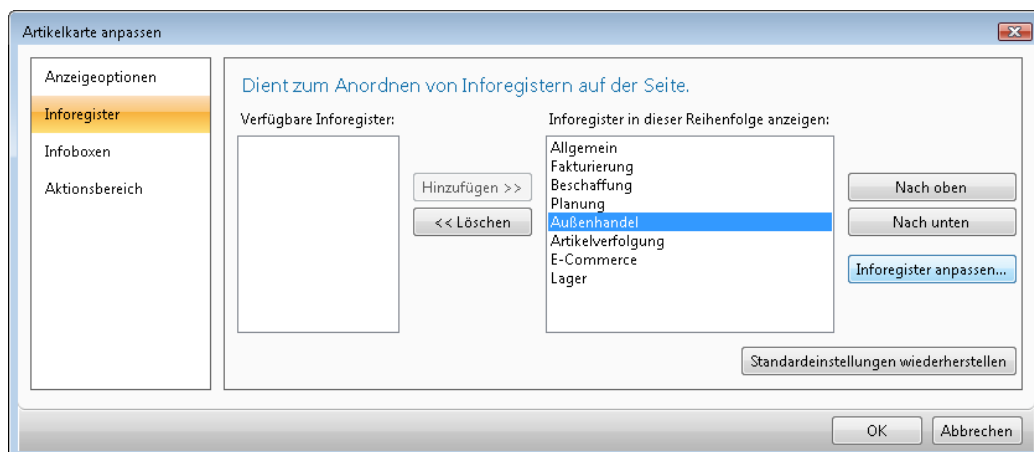 Artikelkarte anpassen
Anzeigeoptionen
Inforegister
Infoboxen
Aktionsbereich
Dient zum Anordnen von Inforegistern auf der Seite.
Verfügbare Inforegister:
Hinzufügen >>
<< Löschen
Inforegister in dieser Reihenfolge anzeigen:
Allgemein
Fakturierung
Beschaffung
Planung
Außenhandel
Artikelverfolgung
E-Commerce
Lager
Nach oben
Nach unten
Inforegister anpassen...
Standardeinstellungen wiederherstellen
OK
Abbrechen